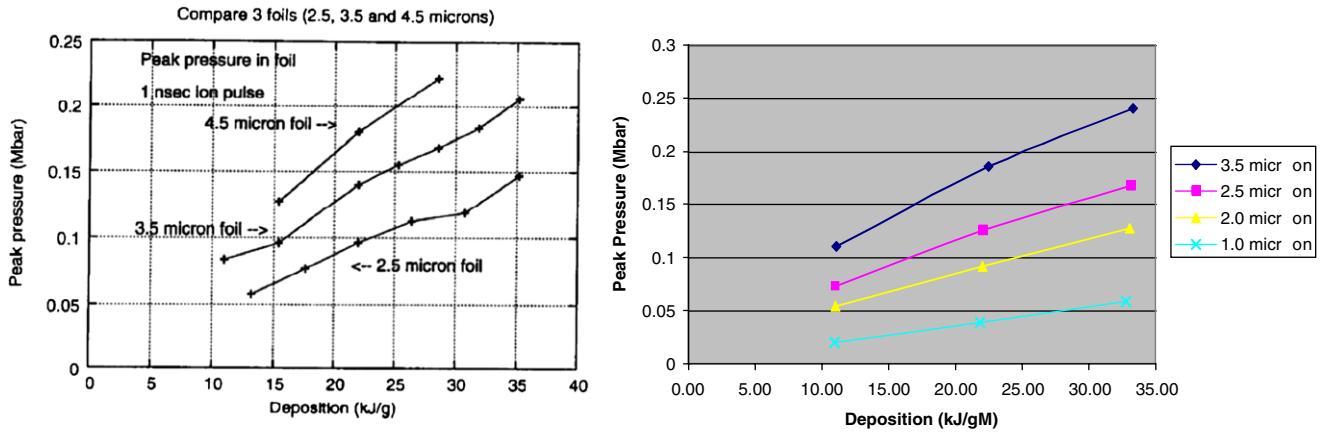 Compare 3 foils (2.5, 3.5 and 4.5 microns)
Peak pressure (Mbar)
0.25
0.2
0.15
0.1
0.05
0
Peak pressure in foil
1 nsec ion pulse
4.5 micron foil -->
3.5 micron foil -->
<-- 2.5 micron foil
0 5 10 15 20 25 30 35 40
Deposition (kJ/g)
Peak Pressure (Mbar)
0.3
0.25
0.2
0.15
0.1
0.05
0
0.00 5.00 10.00 15.00 20.00 25.00 30.00 35.00
Deposition (kJ/gM)
3.5 micr on
2.5 micr on
2.0 micr on
1.0 micr on